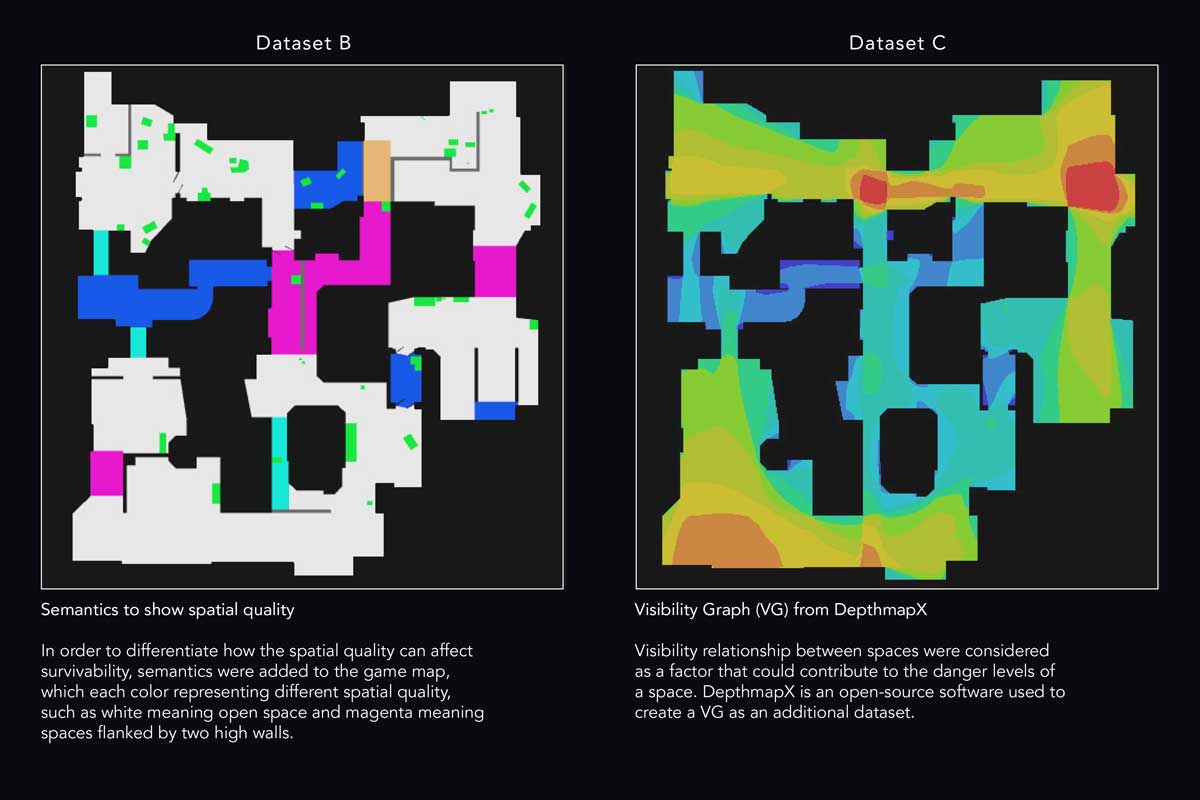 Dataset B
Dataset C
Semantics to show spatial quality
In order to differentiate how the spatial quality can affect
survivability, semantics were added to the game map,
which each color representing different spatial quality,
such as white meaning open space and magenta meaning
spaces flanked by two high walls.
Visibility Graph (VG) from DepthmapX
Visibility relationship between spaces were considered
as a factor that could contribute to the danger levels of
a space. DepthmapX is an open-source software used to
create a VG as an additional dataset.